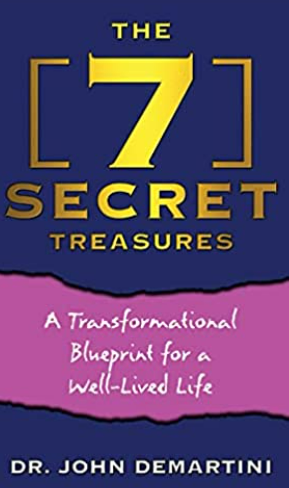 THE
[7]
SECRET
TREASURES
A Transformational
Blueprint for a
Well-Lived Life
DR. JOHN DEMARTINI